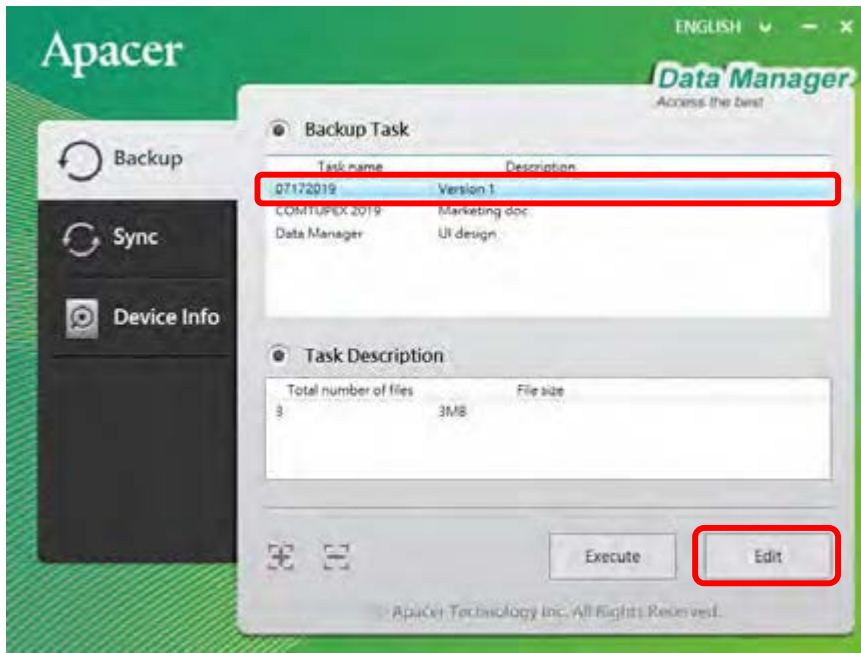 ENGLISH
Apacer
Data Manager
Access the best
Backup
Sync
Device Info
Backup Task
Task name Description
07172019 Version 1
COMTUPEX 2019 Marketing doc
Data Manager UI design
Task Description
Total number of files File size
3 3MB
Execute Edit
© Apacer Technology Inc. All Rights Reserved.